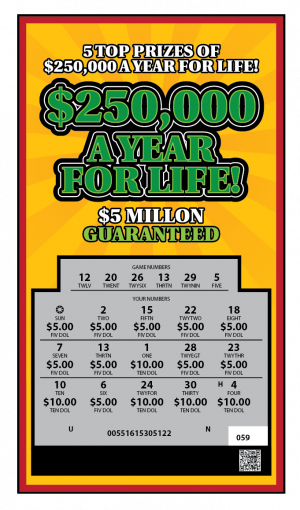 5 TOP PRIZES OF
$250,000 A YEAR FOR LIFE!
$250,000
A YEAR
FOR LIFE!
$5 MILLON
GUARANTEED
GAME NUMBERS
12 20 26 13 29 5
TWLV TWENT TWYSIX THRTN TWYNIN FIVE
YOUR NUMBERS
2 15 22 18
SUN TWO FIFTN TWYTWO EIGHT
$5.00 $5.00 $5.00 $5.00 $5.00
FIV DOL FIV DOL FIV DOL FIV DOL FIV DOL
7 13 1 28 23
SEVEN THRTN ONE TWYEGT TWYTHR
$5.00 $5.00 $10.00 $5.00 $5.00
FIV DOL FIV DOL TEN DOL FIV DOL FIV DOL
10 6 24 30 H 4
TEN SIX TWYFOR THIRTY FOUR
$10.00 $5.00 $10.00 $10.00 $10.00
TEN DOL FIV DOL TEN DOL TEN DOL TEN DOL
U 00551615305122 N
059